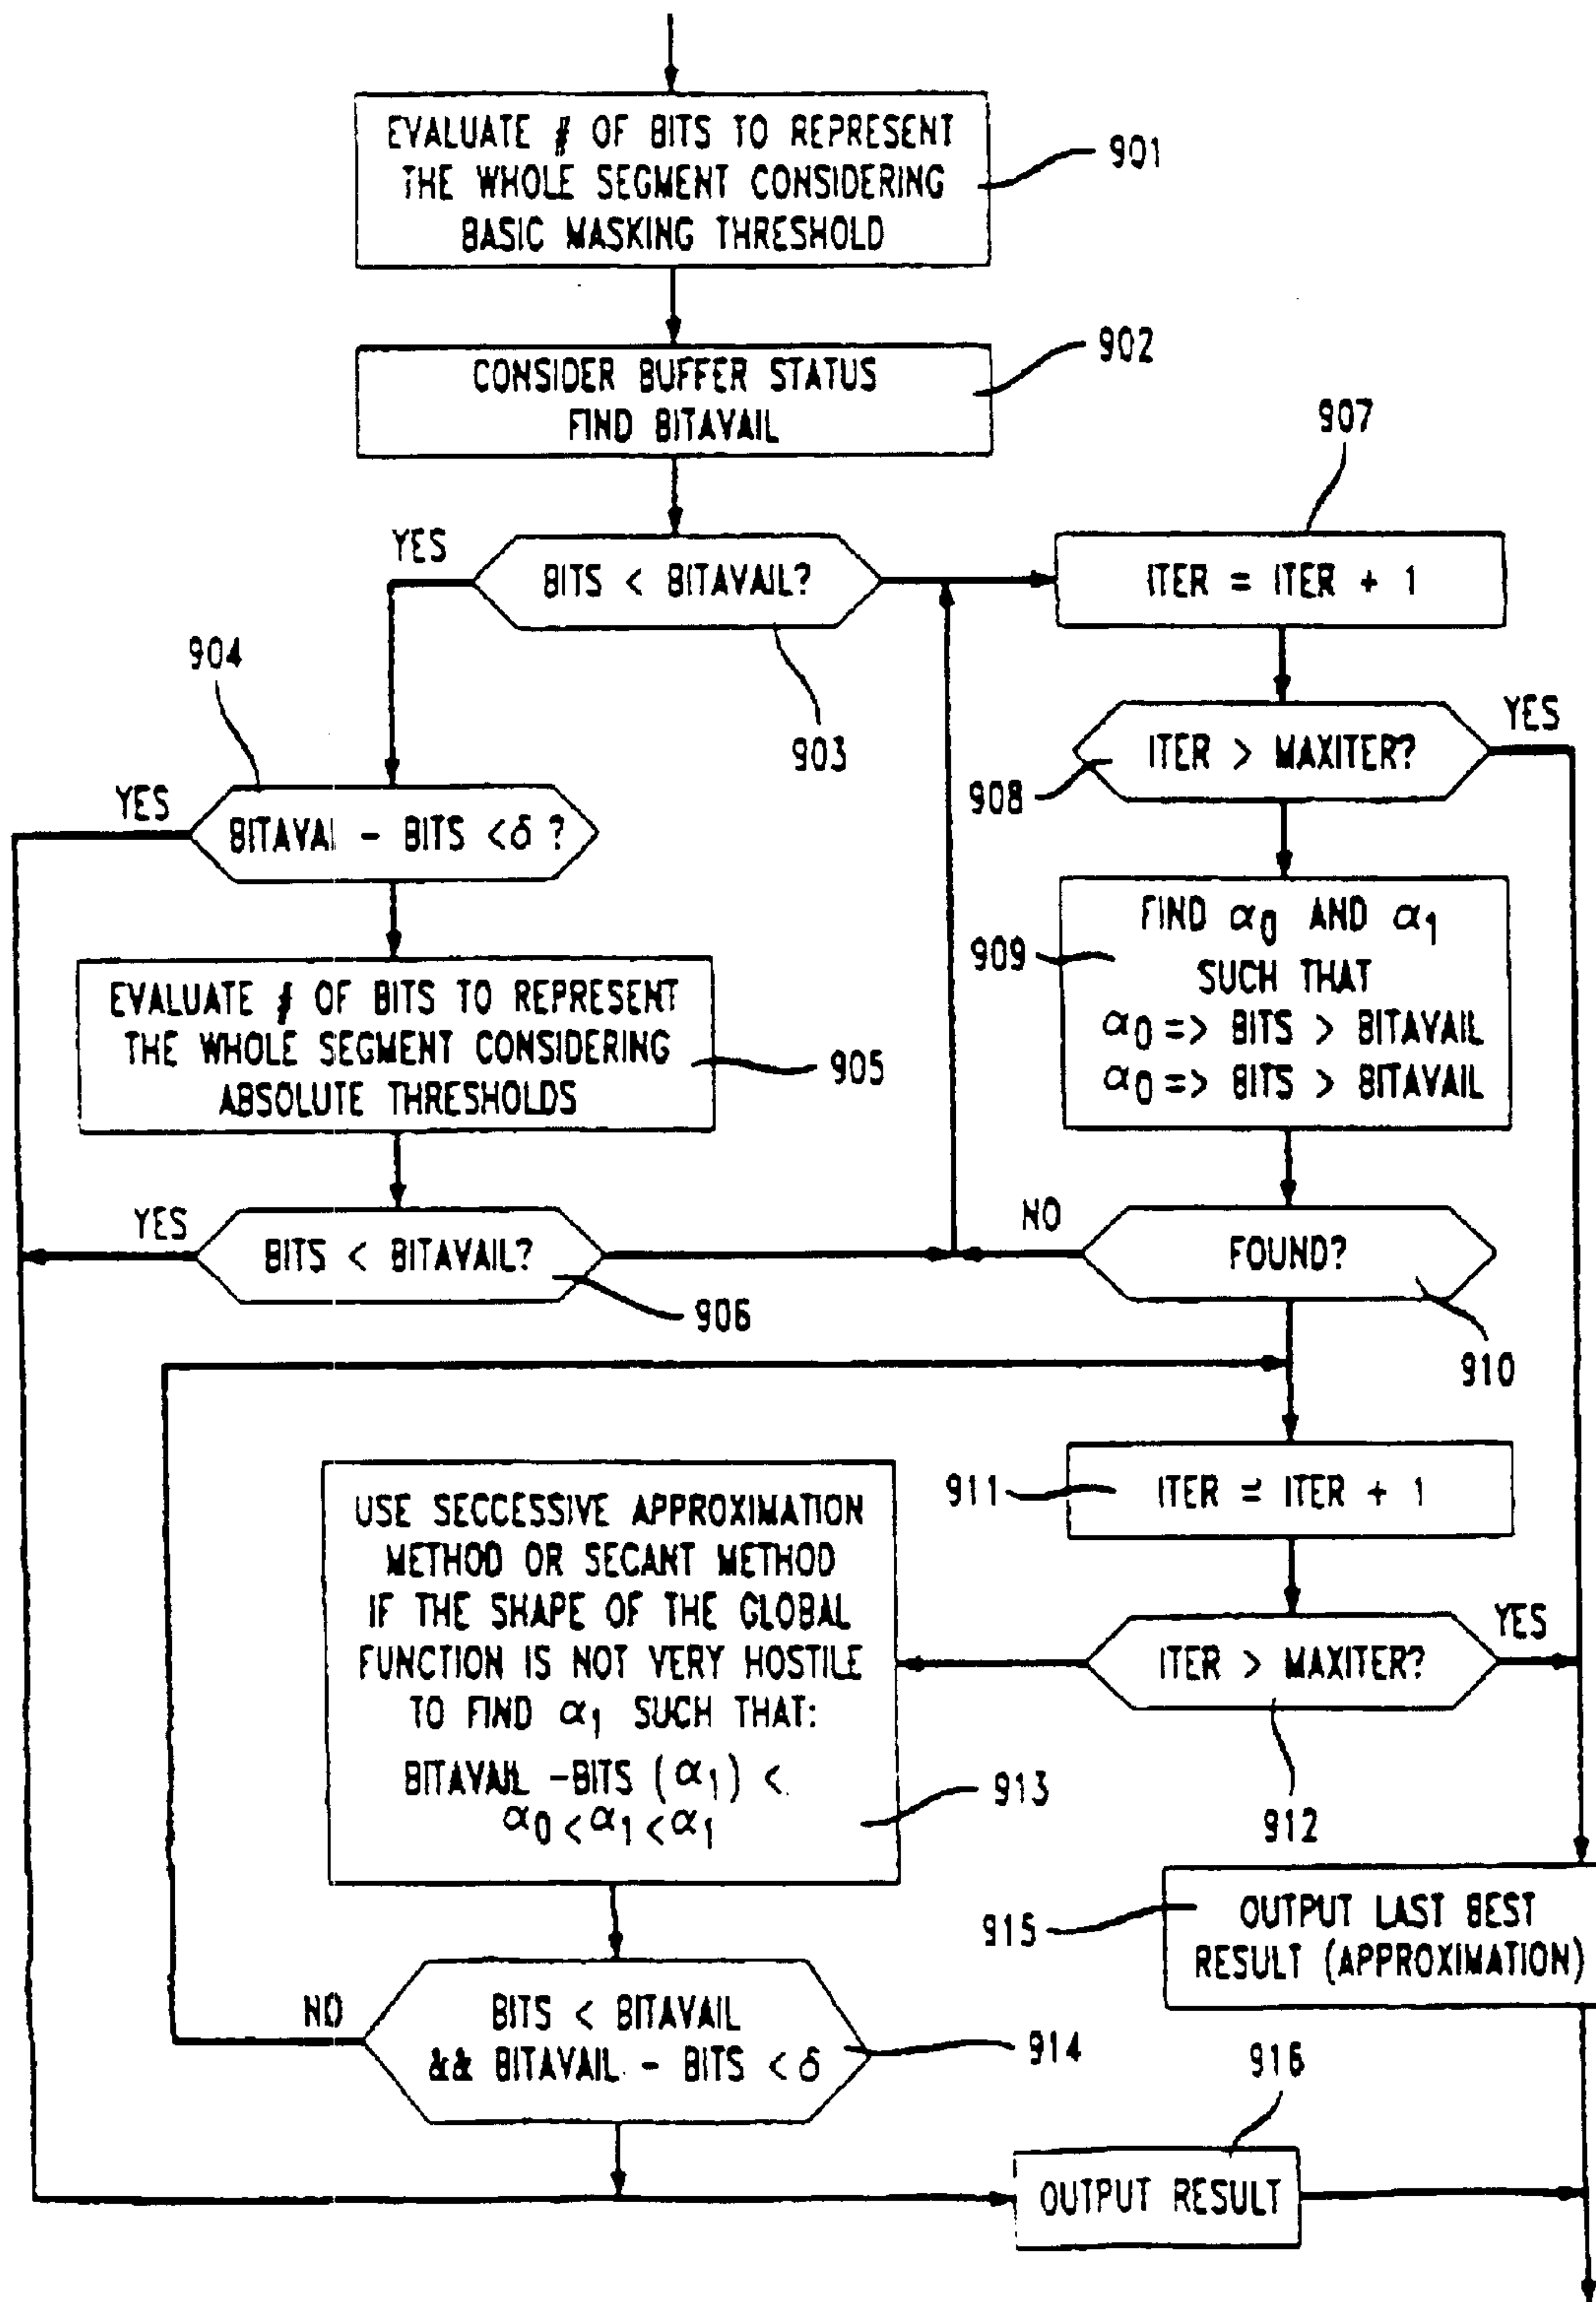 EVALUATE # OF BITS TO REPRESENT
THE WHOLE SEGMENT CONSIDERING
BASIC MASKING THRESHOLD
901
CONSIDER BUFFER STATUS
FIND BITAVAIL
902
907
YES
BITS < BITAVAIL?
ITER = ITER + 1
904
903
YES
ITER > MAXITER?
908
YES
BITAVAI - BITS <δ ?
FIND α0 AND α1
SUCH THAT
α0 => BITS > BITAVAIL
α0 => BITS > BITAVAIL
909
EVALUATE # OF BITS TO REPRESENT
THE WHOLE SEGMENT CONSIDERING
ABSOLUTE THRESHOLDS
905
YES
BITS < BITAVAIL?
906
NO
FOUND?
910
911
ITER = ITER + 1
USE SECCESSIVE APPROXIMATION
METHOD OR SECANT METHOD
IF THE SHAPE OF THE GLOBAL
FUNCTION IS NOT VERY HOSTILE
TO FIND α1 SUCH THAT:
BITAVAIL -BITS (α1) <
α0<α1<α1
913
YES
ITER > MAXITER?
912
915
OUTPUT LAST BEST
RESULT (APPROXIMATION)
NO
BITS < BITAVAIL
&& BITAVAIL - BITS < δ
914
916
OUTPUT RESULT